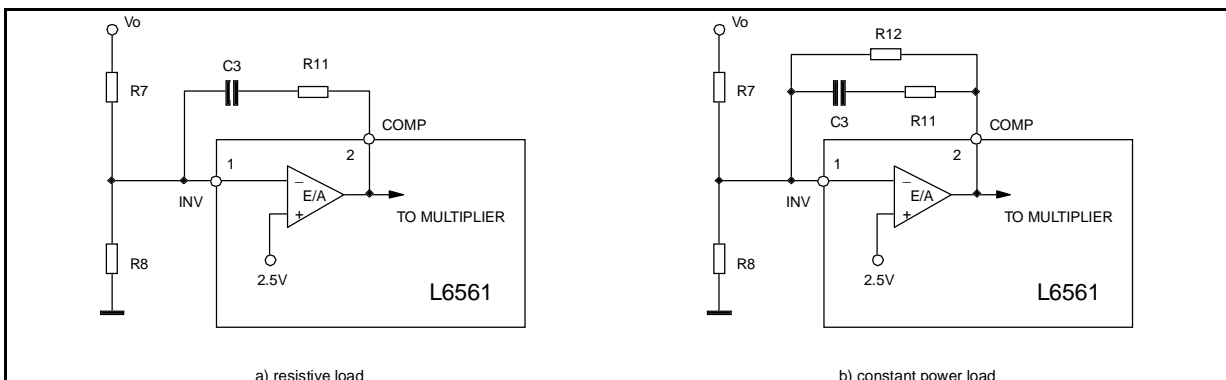 Vo
C3
R11
R7
COMP
1
2
E/A
−
+
INV
TO MULTIPLIER
R8
2.5V
L6561
a) resistive load
Vo
R12
R7
C3
R11
COMP
1
2
E/A
−
+
INV
TO MULTIPLIER
R8
2.5V
L6561
b) constant power load